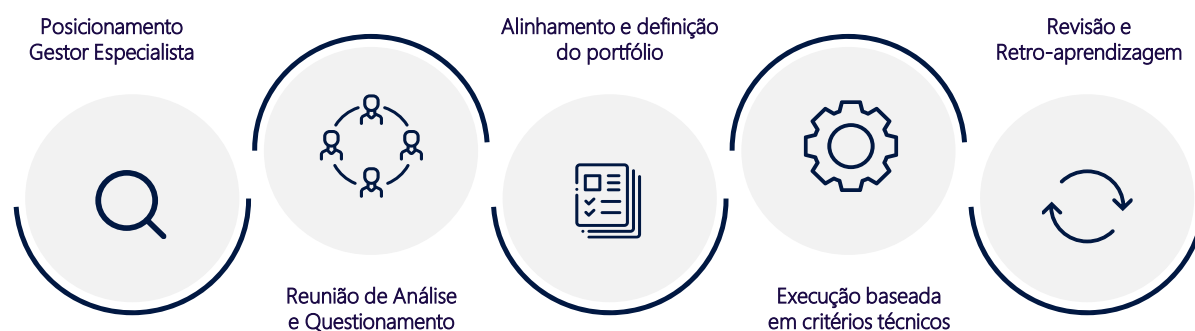 Posicionamento
Gestor Especialista
Reunião de Análise
e Questionamento
Alinhamento e definição
do portfólio
Execução baseada
em critérios técnicos
Revisão e
Retro-aprendizagem